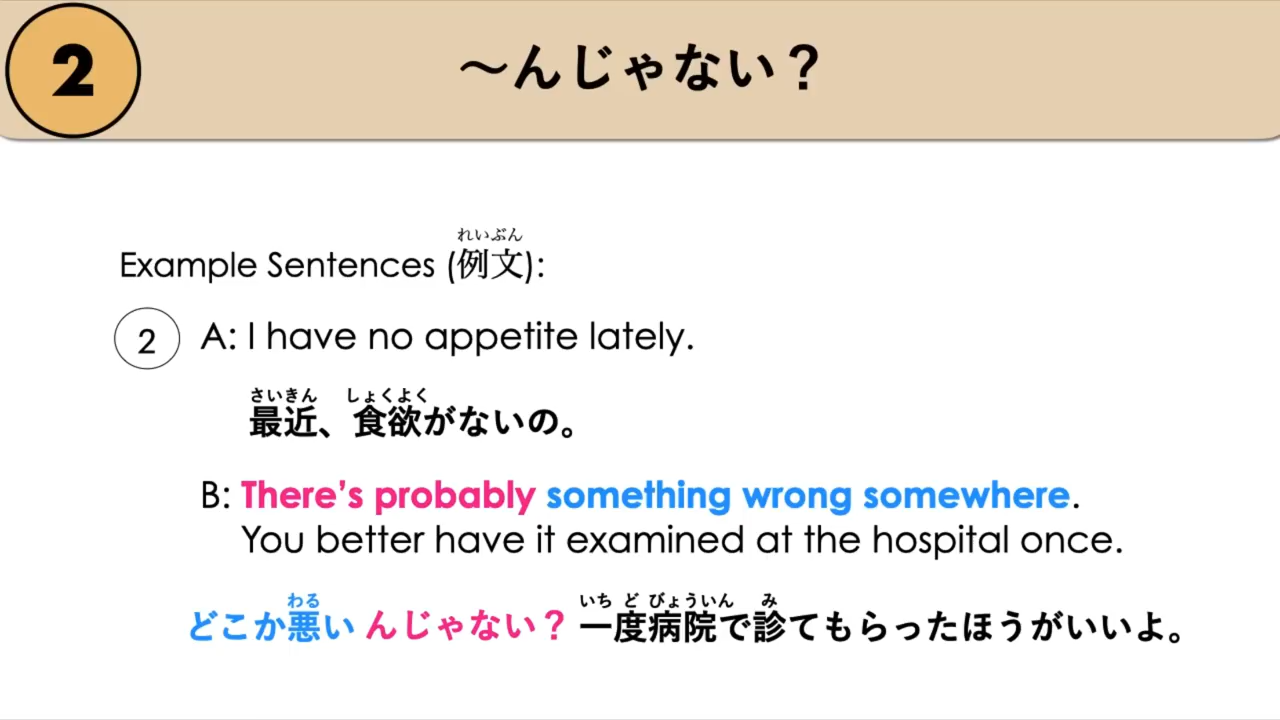 2
～んじゃない？
れいぶん
Example Sentences (例文):
2
A: I have no appetite lately.
さいきん しょくよく
最近、食欲がないの。
B: There's probably something wrong somewhere.
You better have it examined at the hospital once.
わる いち ど びょういん み
どこか悪いんじゃない？ 一度病院で診てもらったほうがいいよ。